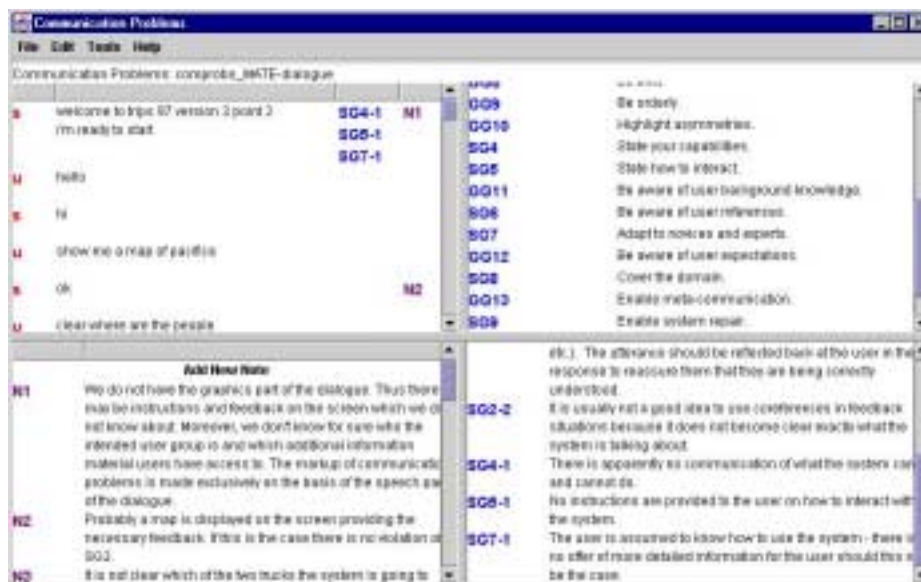 Communication Problems
File Edit Tools Help
Communication Problems: comprobs_MATE-dialogue
s welcome to trips 97 version 2 point 2 SG4-1 N1
i'm ready to start SG5-1
SG7-1
u hello
s hi
u show me a map of pacifica
s ok N2
u clear where are the people
GG9 Be orderly.
GG10 Highlight asymmetries.
SG4 State your capabilities.
SG5 State how to interact.
GG11 Be aware of user background knowledge.
SG6 Be aware of user inferences.
SG7 Adapt to novices and experts.
GG12 Be aware of user expectations.
SG8 Cover the domain.
GG13 Enable meta-communication.
SG9 Enable system repair.
Add New Note
N1 We do not have the graphics part of the dialogue. Thus there
may be instructions and feedback on the screen which we do
not know about. Moreover, we don't know for sure who the
intended user group is and which additional information
material users have access to. The markup of communicatio
problems is made exclusively on the basis of the speech pa
of the dialogue.
N2 Probably a map is displayed on the screen providing the
necessary feedback. If this is the case there is no violation o
SG2.
N3 It is not clear which of the two trucks the system is going to
etc.). The utterance should be reflected back at the user in the
response to reassure them that they are being correctly
understood.
SG2-2 It is usually not a good idea to use coreferences in feedback
situations because it does not become clear exactly what the
system is talking about.
SG4-1 There is apparently no communication of what the system can
and cannot do.
SG5-1 No instructions are provided to the user on how to interact with
the system.
SG7-1 The user is assumed to know how to use the system - there is
no offer of more detailed information for the user should this
be the case.